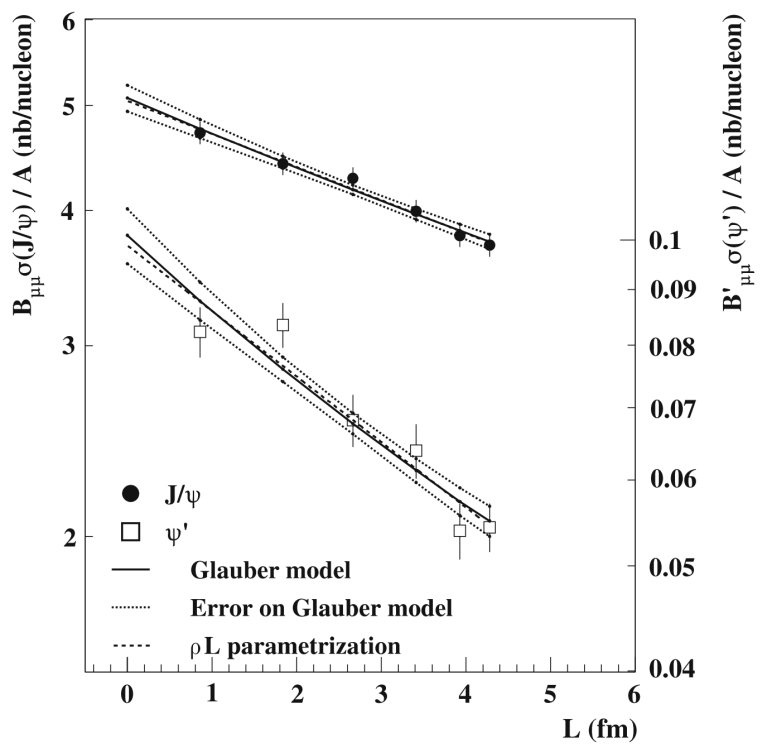 B_μμσ(J/ψ) / A (nb/nucleon)
6
5
4
3
2
J/ψ
ψ'
Glauber model
Error on Glauber model
ρL parametrization
0 1 2 3 4 5 6
L (fm)
0.1
0.09
0.08
0.07
0.06
0.05
0.04
B'_μμσ(ψ') / A (nb/nucleon)